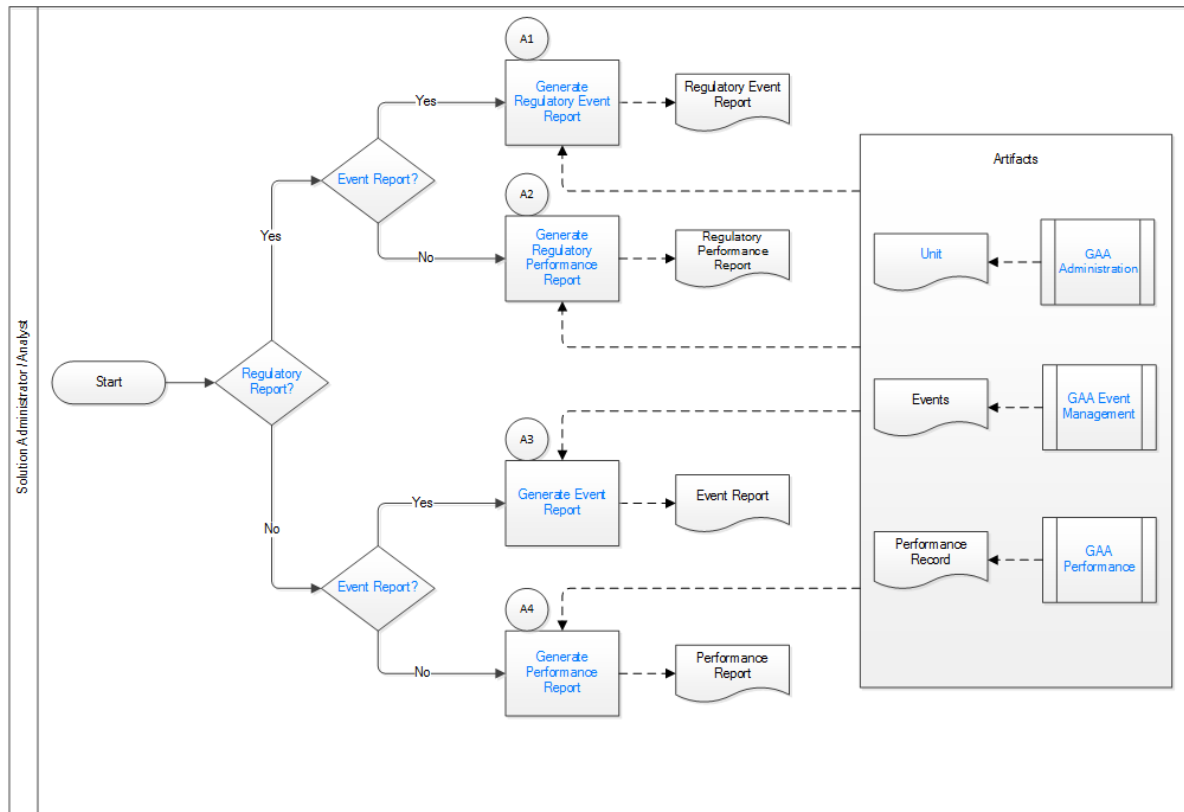 Solution Administrator / Analyst
Start
Regulatory
Report?
Yes
No
Event Report?
Yes
No
A1
Generate
Regulatory Event
Report
Regulatory Event
Report
A2
Generate
Regulatory
Performance
Report
Regulatory
Performance
Report
Event Report?
Yes
No
A3
Generate Event
Report
Event Report
A4
Generate
Performance
Report
Performance
Report
Artifacts
Unit
GAA
Administration
Events
GAA Event
Management
Performance
Record
GAA
Performance